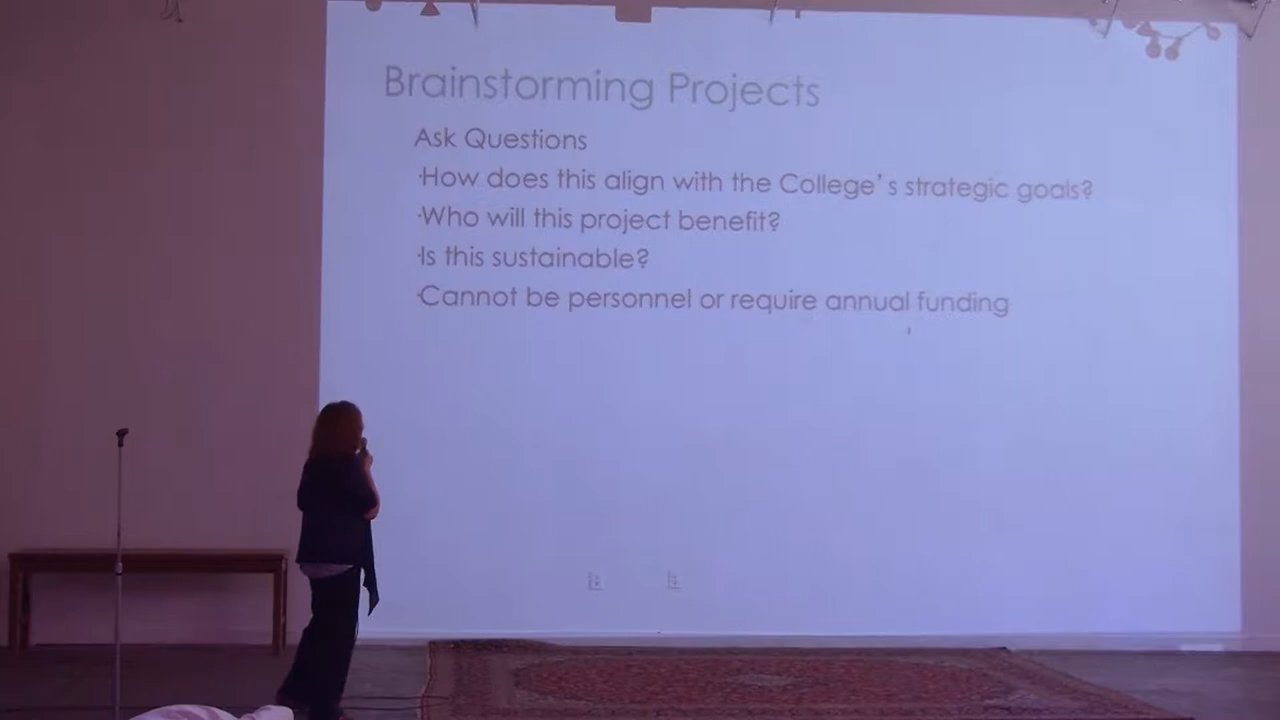 Brainstorming Projects
Ask Questions
·How does this align with the College’s strategic goals?
·Who will this project benefit?
·Is this sustainable?
·Cannot be personnel or require annual funding